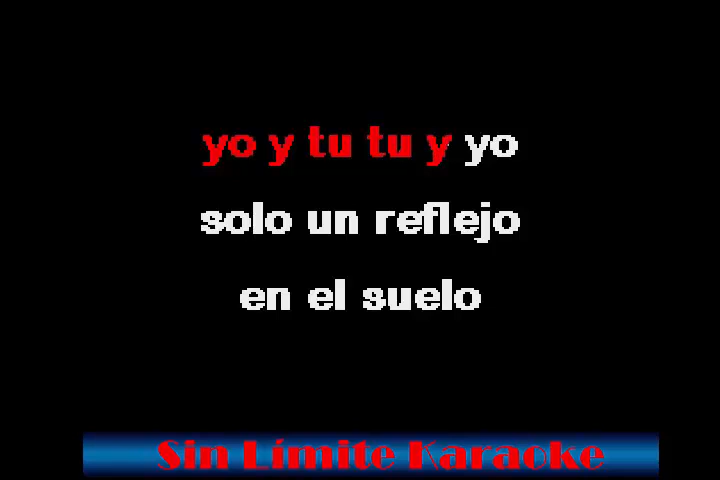 yo y tu tu y yo
solo un reflejo
en el suelo
Sin Límite Karaoke